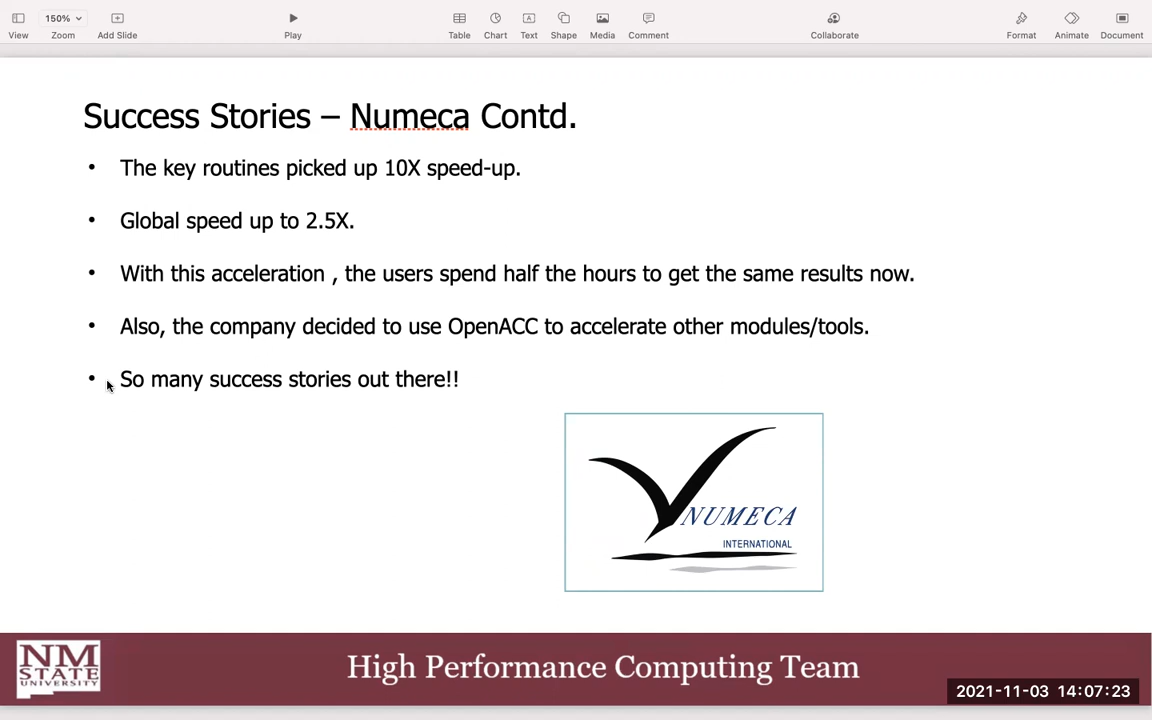 150%
View
Zoom
Add Slide
Play
Table
Chart
Text
Shape
Media
Comment
Collaborate
Format
Animate
Document
Success Stories – Numeca Contd.
• The key routines picked up 10X speed-up.
• Global speed up to 2.5X.
• With this acceleration , the users spend half the hours to get the same results now.
• Also, the company decided to use OpenACC to accelerate other modules/tools.
• So many success stories out there!!
NUMECA
INTERNATIONAL
NM
STATE
UNIVERSITY
High Performance Computing Team
2021-11-03 14:07:23